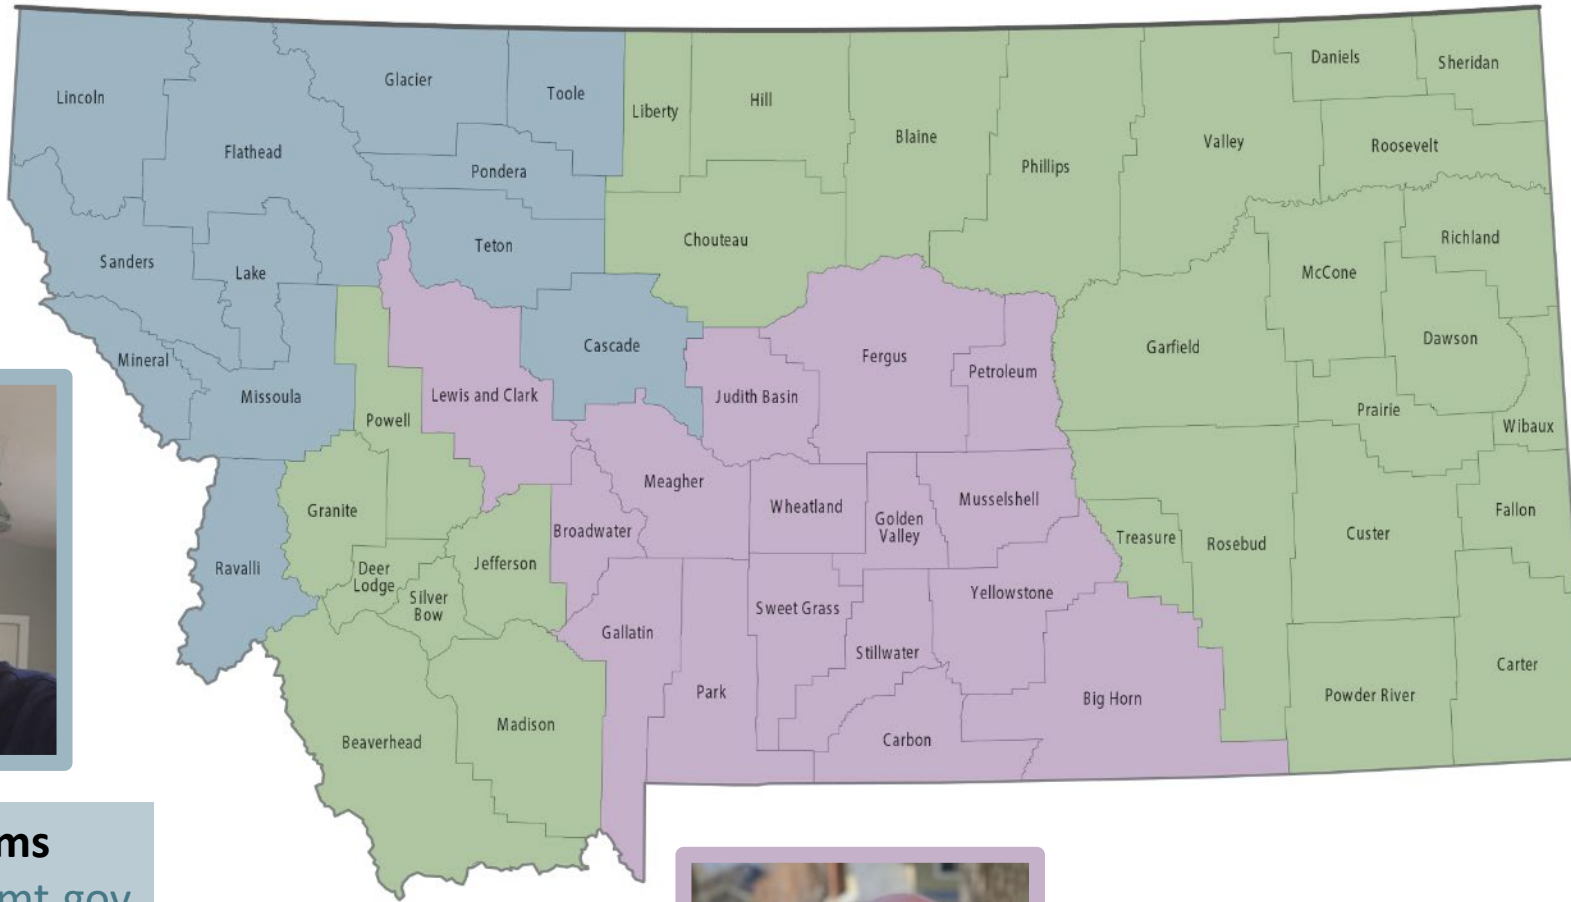 Lincoln
Glacier
Toole
Flathead
Pondera
Liberty
Hill
Blaine
Phillips
Valley
Daniels
Sheridan
Roosevelt
Sanders
Lake
Teton
Chouteau
McCone
Richland
Mineral
Missoula
Cascade
Powell
Lewis and Clark
Judith Basin
Fergus
Petroleum
Garfield
Dawson
Prairie
Wibaux
Granite
Ravalli
Deer
Lodge
Silver
Bow
Jefferson
Broadwater
Meagher
Wheatland
Golden
Valley
Musselshell
Treasure
Rosebud
Custer
Fallon
Gallatin
Park
Sweet Grass
Stillwater
Yellowstone
Big Horn
Carbon
Powder River
Carter
Beaverhead
Madison
ms
mt.gov